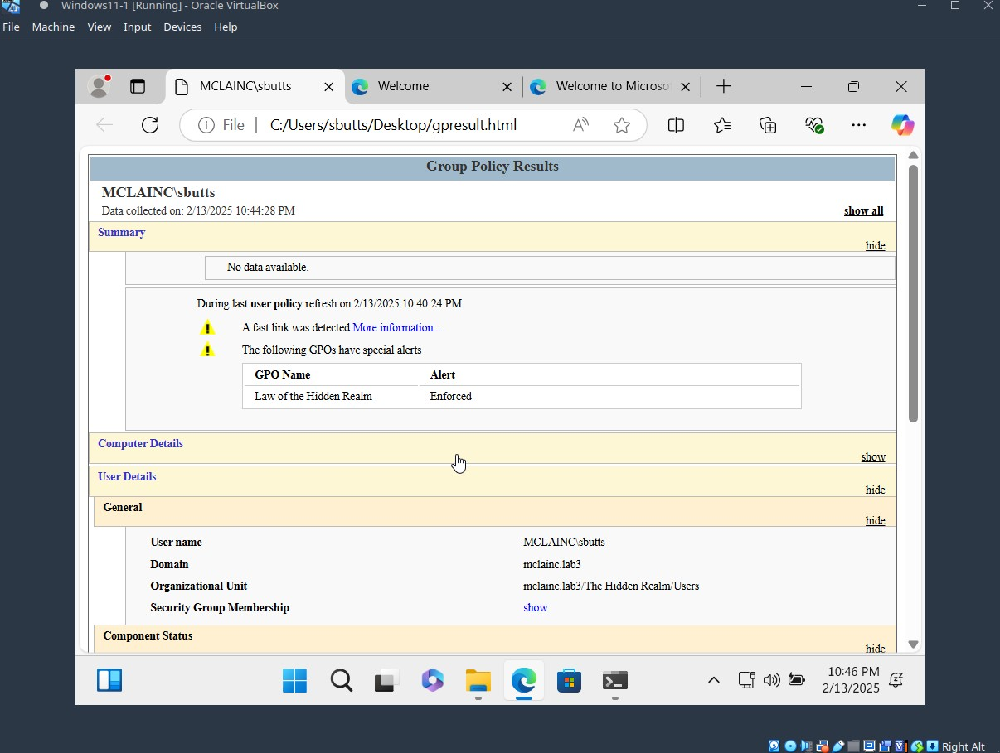 Windows11-1 [Running] - Oracle VirtualBox
File Machine View Input Devices Help
MCLAINC\sbutts
Welcome
Welcome to Microso
File
C:/Users/sbutts/Desktop/gpresult.html
Group Policy Results
MCLAINC\sbutts
Data collected on: 2/13/2025 10:44:28 PM
show all
Summary
hide
No data available.
During last user policy refresh on 2/13/2025 10:40:24 PM
A fast link was detected More information...
The following GPOs have special alerts
GPO Name Alert
Law of the Hidden Realm Enforced
Computer Details
show
User Details
hide
General
hide
User name MCLAINC\sbutts
Domain mclainc.lab3
Organizational Unit mclainc.lab3/The Hidden Realm/Users
Security Group Membership show
Component Status
hide
10:46 PM
2/13/2025
Right Alt